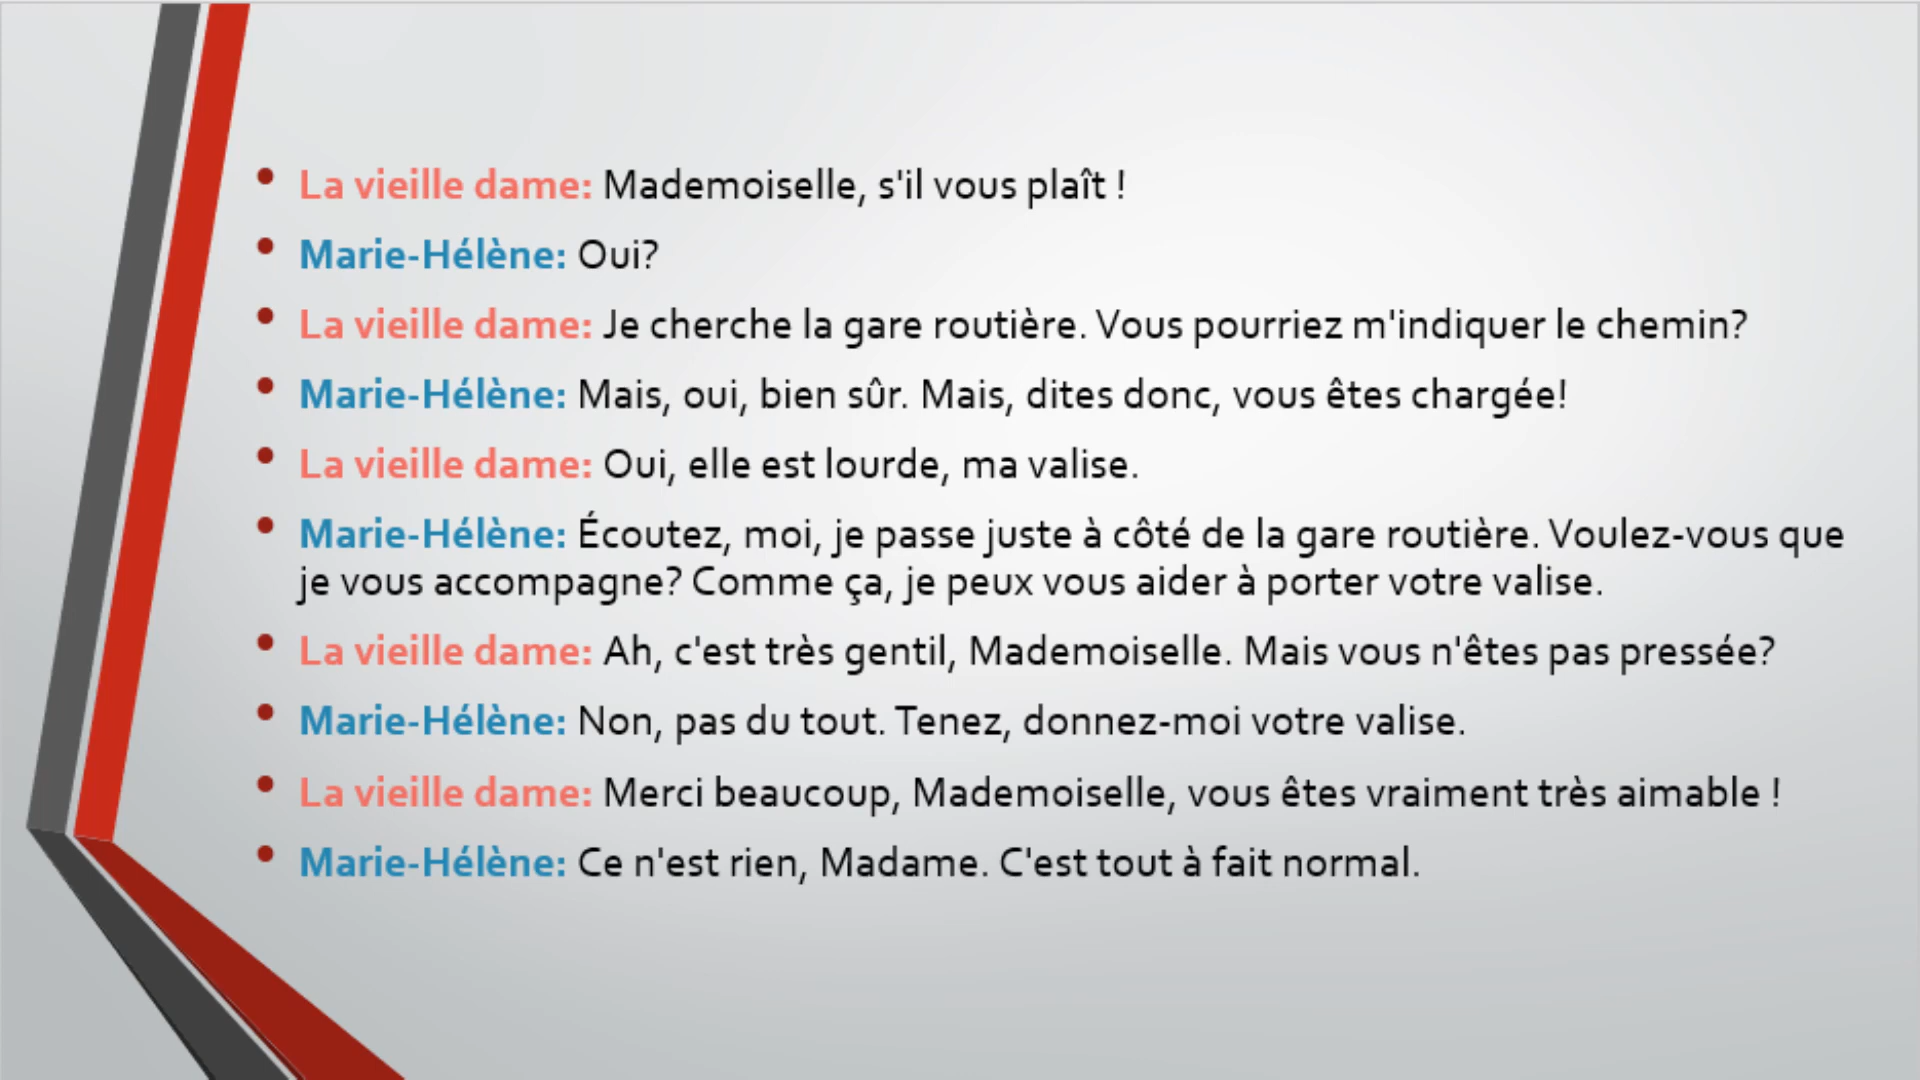 • La vieille dame: Mademoiselle, s'il vous plaît !
• Marie-Hélène: Oui?
• La vieille dame: Je cherche la gare routière. Vous pourriez m'indiquer le chemin?
• Marie-Hélène: Mais, oui, bien sûr. Mais, dites donc, vous êtes chargée!
• La vieille dame: Oui, elle est lourde, ma valise.
• Marie-Hélène: Écoutez, moi, je passe juste à côté de la gare routière. Voulez-vous que
je vous accompagne? Comme ça, je peux vous aider à porter votre valise.
• La vieille dame: Ah, c'est très gentil, Mademoiselle. Mais vous n'êtes pas pressée?
• Marie-Hélène: Non, pas du tout. Tenez, donnez-moi votre valise.
• La vieille dame: Merci beaucoup, Mademoiselle, vous êtes vraiment très aimable !
• Marie-Hélène: Ce n'est rien, Madame. C'est tout à fait normal.